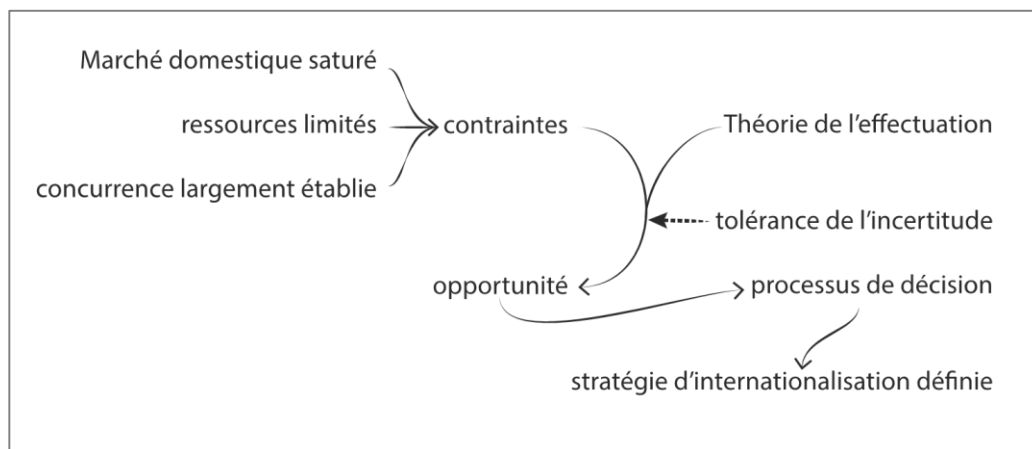 Marché domestique saturé
ressources limités
contraintes
Théorie de l'effectuation
concurrence largement établie
tolérance de l'incertitude
opportunité
processus de décision
stratégie d'internationalisation définie